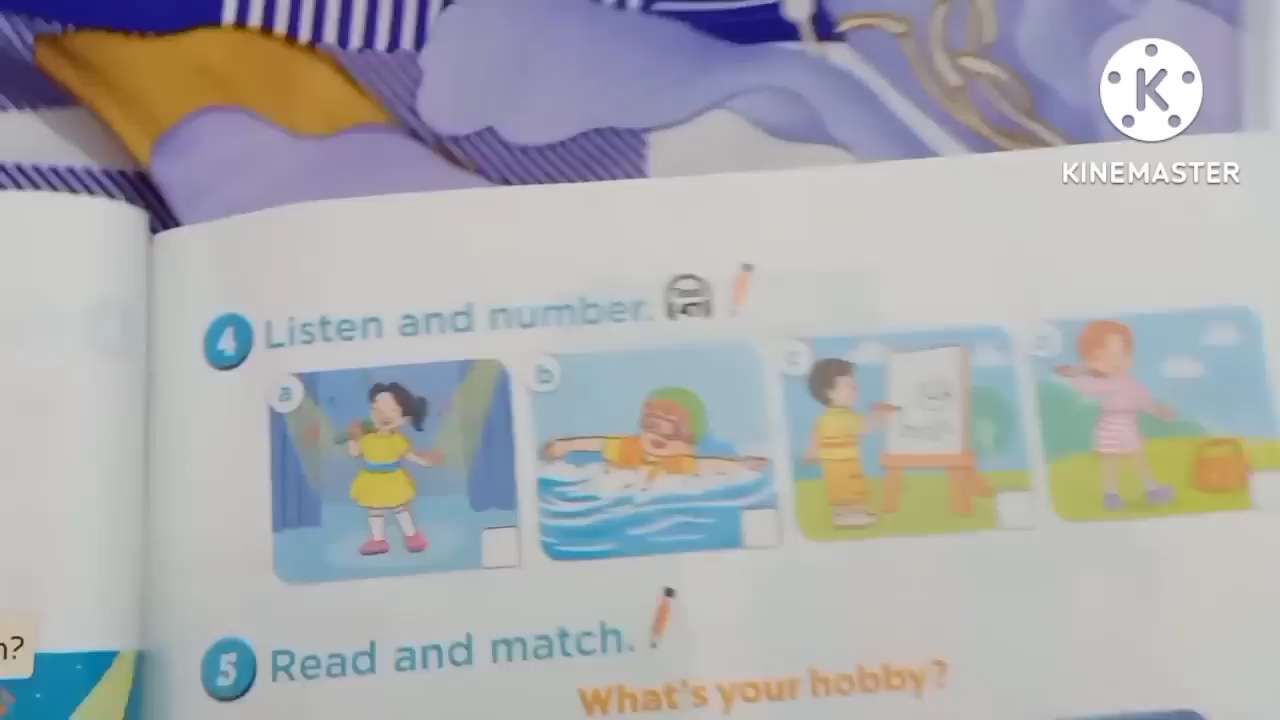 K
KINEMASTER
4 Listen and number.
a
b
c
d
5 Read and match.
What's your hobby?
n?